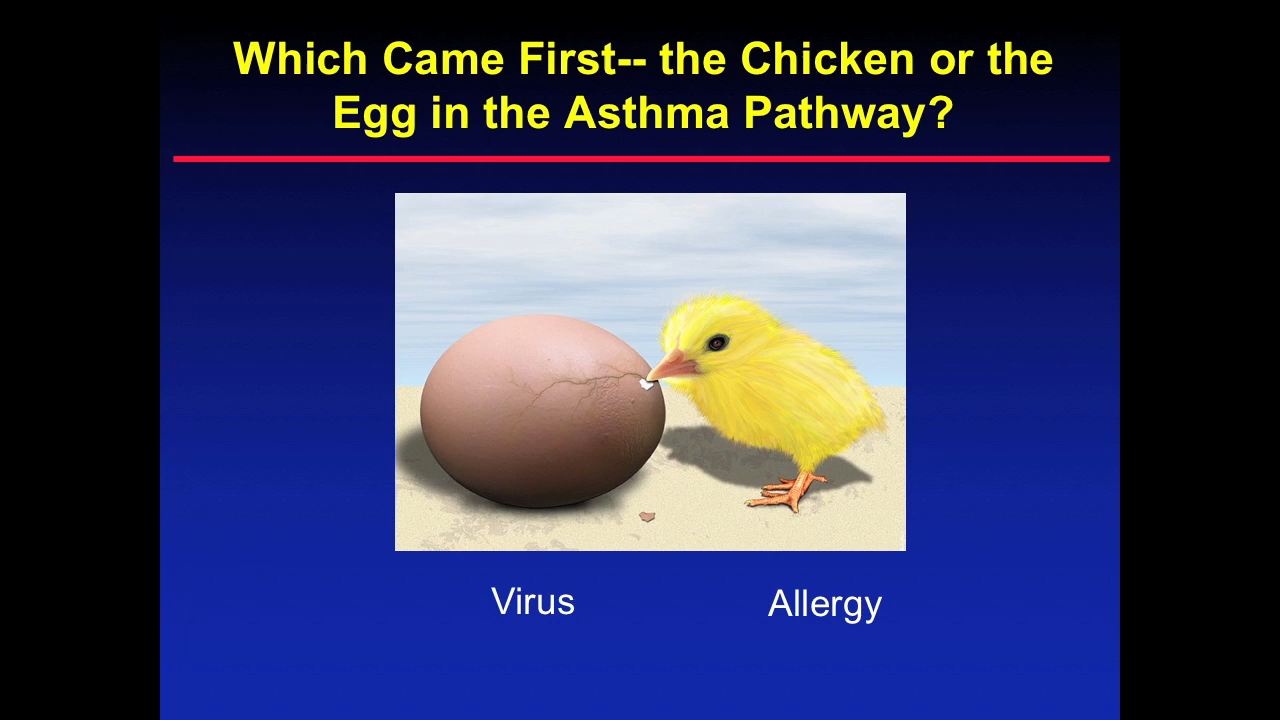 Which Came First-- the Chicken or the
Egg in the Asthma Pathway?
Virus
Allergy